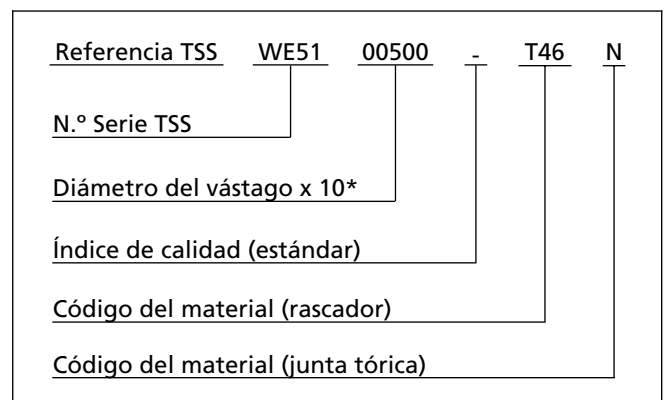 Referencia TSS WE51 00500 - T46 N
N.º Serie TSS
Diámetro del vástago x 10*
Índice de calidad (estándar)
Código del material (rascador)
Código del material (junta tórica)